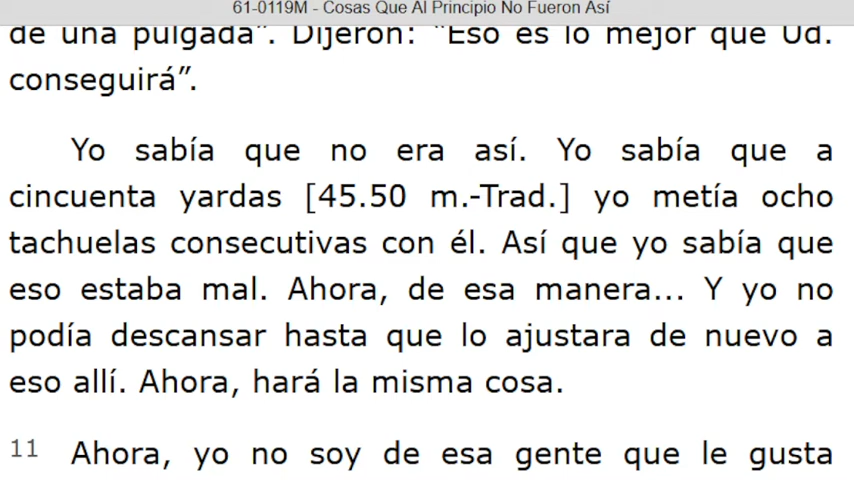 61-0119M - Cosas Que Al Principio No Fueron Así
de una pulgada”. Dijeron: “Eso es lo mejor que Ud.
conseguirá”.
Yo sabía que no era así. Yo sabía que a
cincuenta yardas [45.50 m.-Trad.] yo metía ocho
tachuelas consecutivas con él. Así que yo sabía que
eso estaba mal. Ahora, de esa manera... Y yo no
podía descansar hasta que lo ajustara de nuevo a
eso allí. Ahora, hará la misma cosa.
11 Ahora, yo no soy de esa gente que le gusta